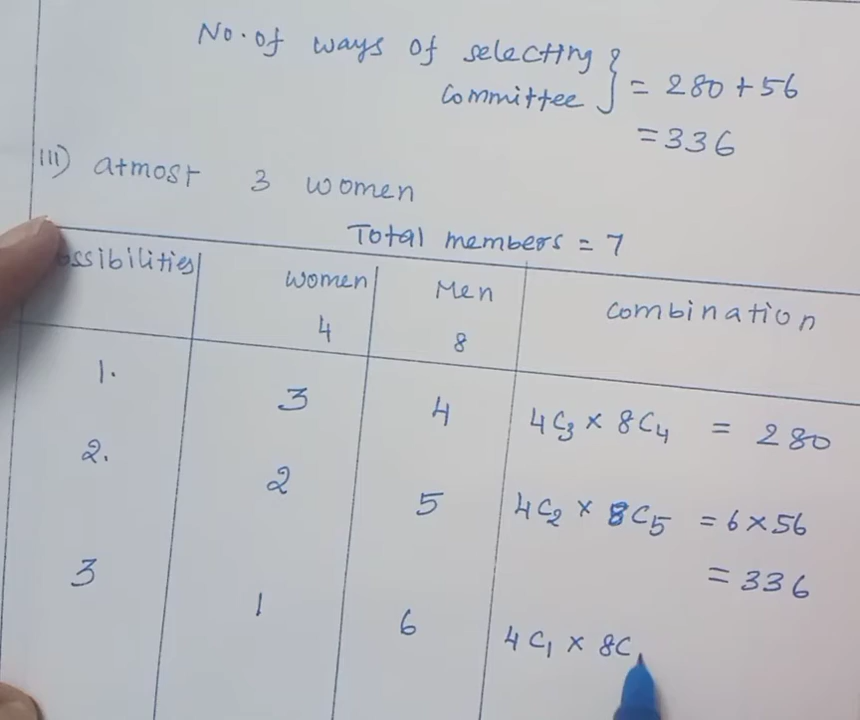 No. of ways of selecting
committee } = 280 + 56
= 336
III) atmost 3 women
Total members = 7
ssibilities women Men combination
4 8
1. 3 4 4C3 × 8C4 = 280
2. 2 5 4C2 × 8C5 = 6 × 56
= 336
3 1 6 4C1 × 8C